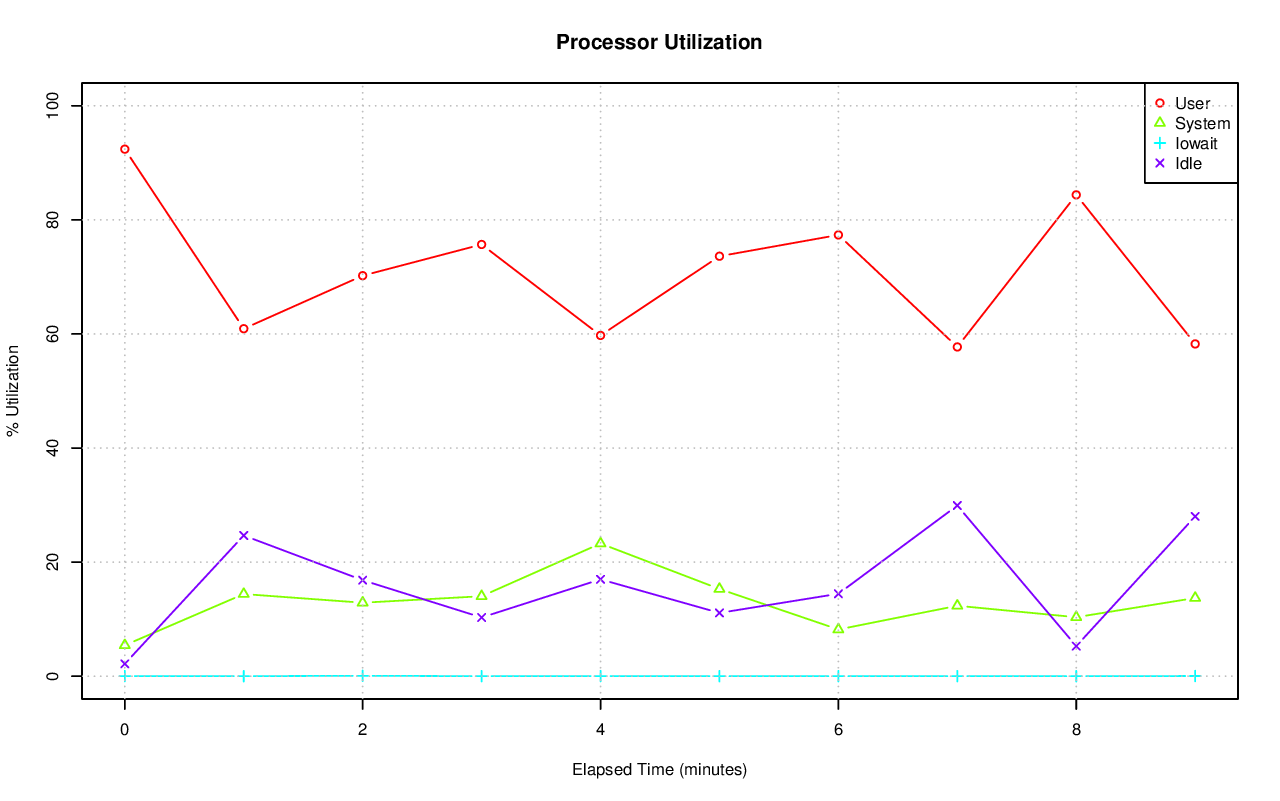 Processor Utilization
User
System
Iowait
Idle
% Utilization
100
80
60
40
20
0
0 2 4 6 8
Elapsed Time (minutes)